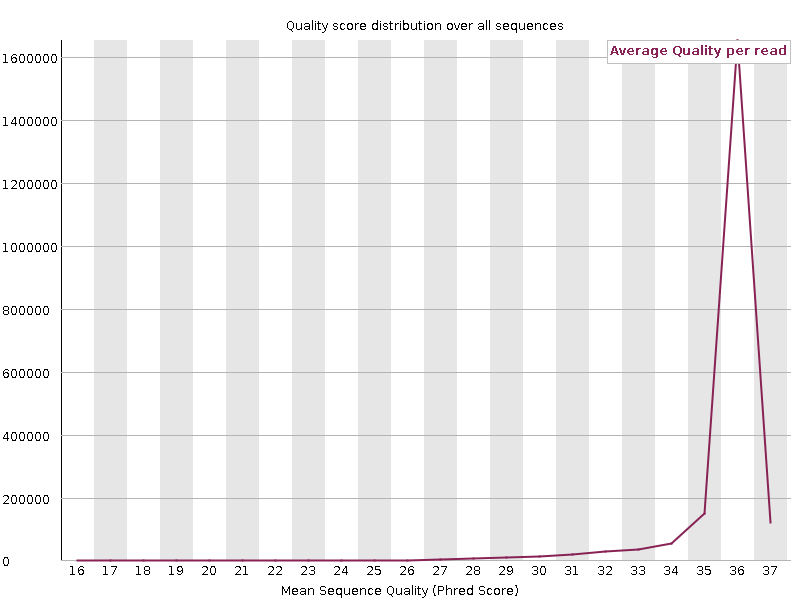 Quality score distribution over all sequences
Average Quality per read
1600000
1400000
1200000
1000000
800000
600000
400000
200000
0
16 17 18 19 20 21 22 23 24 25 26 27 28 29 30 31 32 33 34 35 36 37
Mean Sequence Quality (Phred Score)